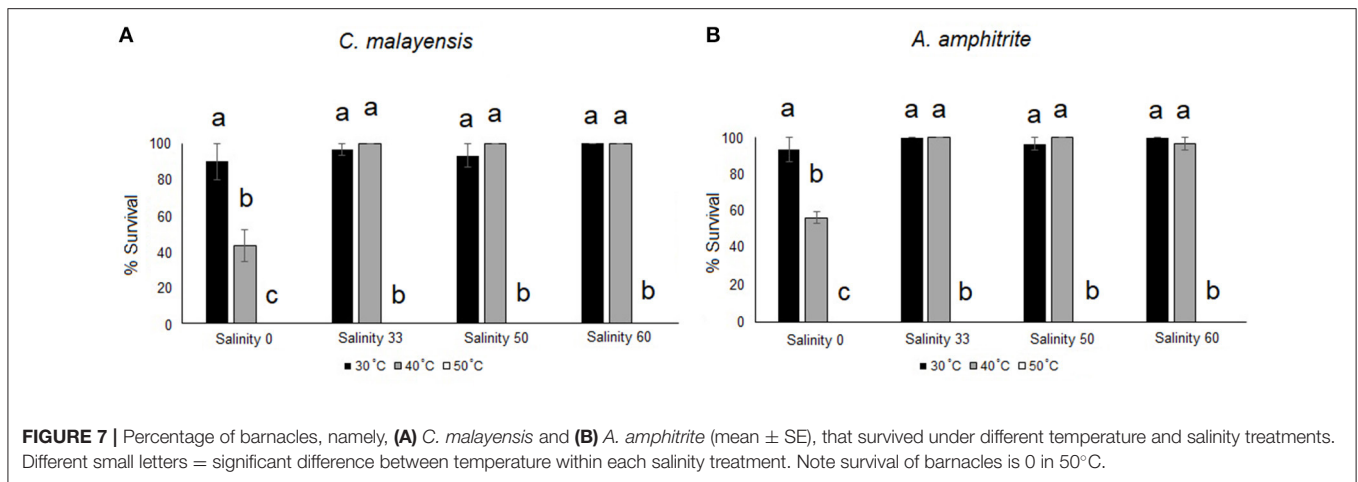 A
C. malayensis
a
a a
a a
a a
b
c
b
b
b
100
80
60
40
20
0
% Survival
Salinity 0
Salinity 33
Salinity 50
Salinity 60
■ 30˚C ■ 40˚C □ 50˚C
B
A. amphitrite
a
a a
a a
a a
b
c
b
b
b
100
80
60
40
20
0
% Survival
Salinity 0
Salinity 33
Salinity 50
Salinity 60
■ 30˚C ■ 40˚C □ 50˚C
FIGURE 7 | Percentage of barnacles, namely, (A) C. malayensis and (B) A. amphitrite (mean ± SE), that survived under different temperature and salinity treatments.
Different small letters = significant difference between temperature within each salinity treatment. Note survival of barnacles is 0 in 50°C.